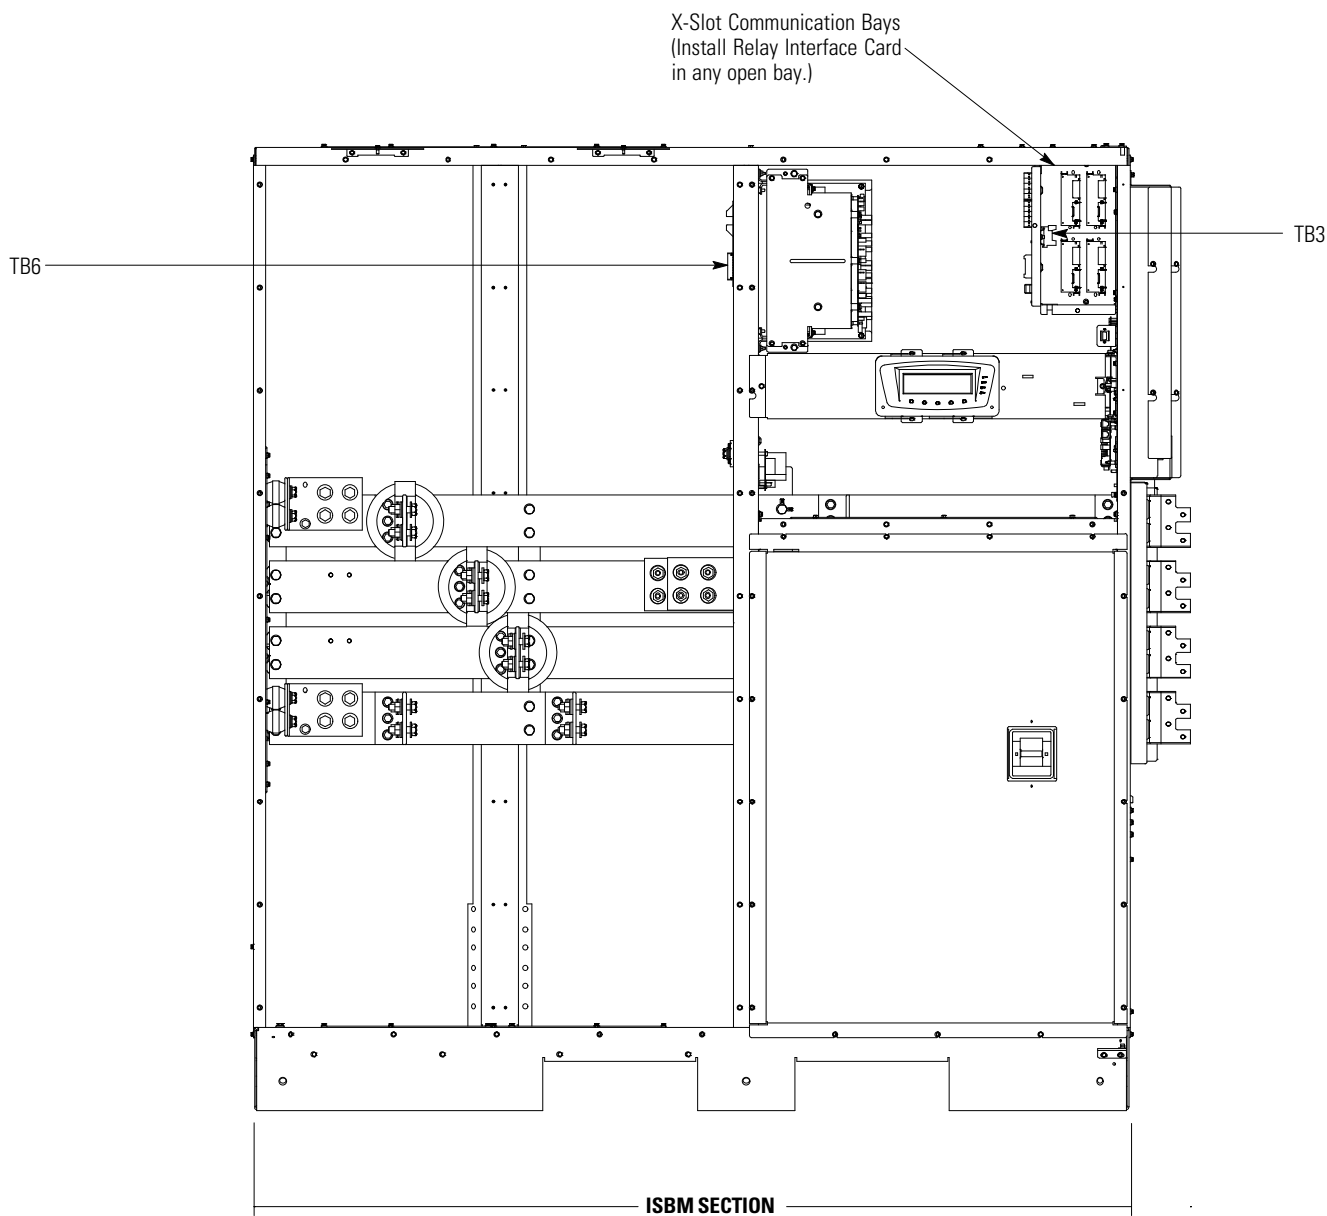 X-Slot Communication Bays
(Install Relay Interface Card
in any open bay.)
TB3
TB6
ISBM SECTION